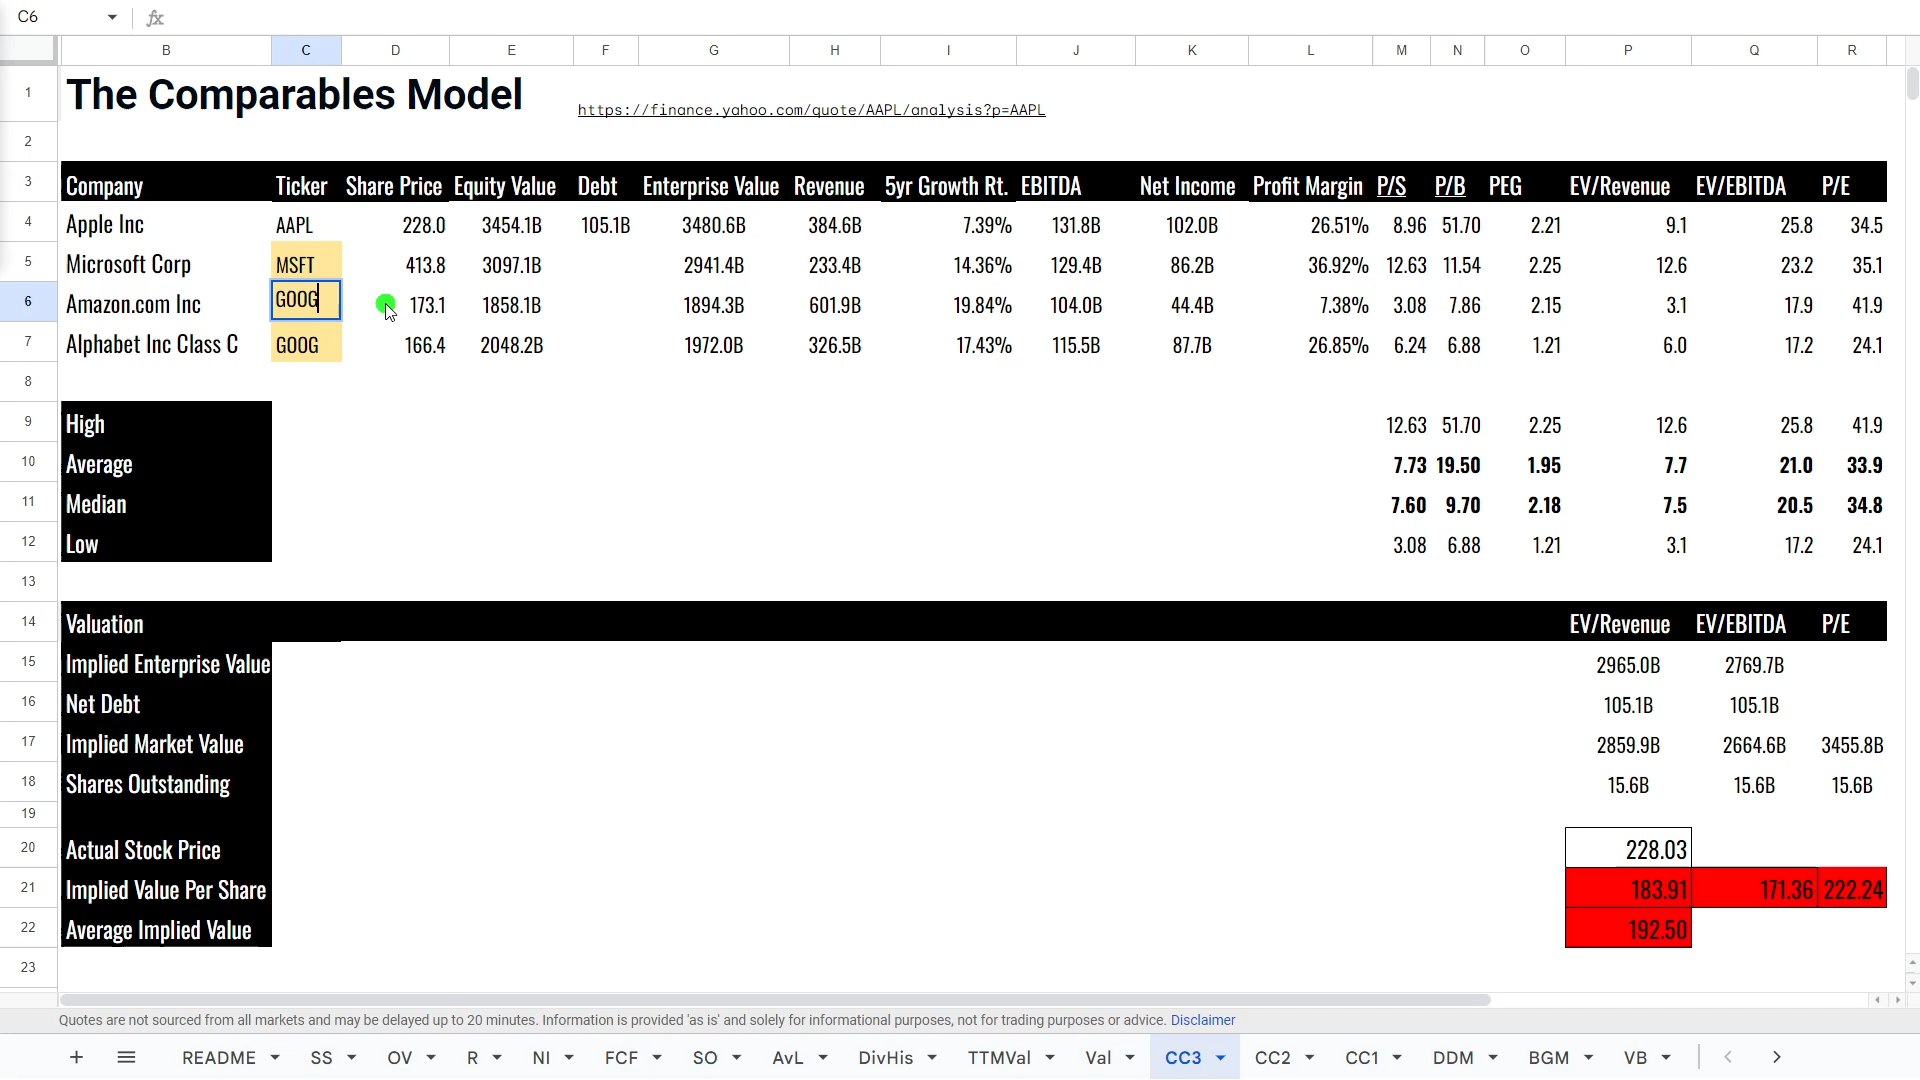 C6 fx
B C D E F G H I J K L M N O P Q R
1 The Comparables Model https://finance.yahoo.com/quote/AAPL/analysis?p=AAPL
2
3 Company Ticker Share Price Equity Value Debt Enterprise Value Revenue 5yr Growth Rt. EBITDA Net Income Profit Margin P/S P/B PEG EV/Revenue EV/EBITDA P/E
4 Apple Inc AAPL 228.0 3454.1B 105.1B 3480.6B 384.6B 7.39% 131.8B 102.0B 26.51% 8.96 51.70 2.21 9.1 25.8 34.5
5 Microsoft Corp MSFT 413.8 3097.1B 2941.4B 233.4B 14.36% 129.4B 86.2B 36.92% 12.63 11.54 2.25 12.6 23.2 35.1
6 Amazon.com Inc GOOG 173.1 1858.1B 1894.3B 601.9B 19.84% 104.0B 44.4B 7.38% 3.08 7.86 2.15 3.1 17.9 41.9
7 Alphabet Inc Class C GOOG 166.4 2048.2B 1972.0B 326.5B 17.43% 115.5B 87.7B 26.85% 6.24 6.88 1.21 6.0 17.2 24.1
8
9 High 12.63 51.70 2.25 12.6 25.8 41.9
10 Average 7.73 19.50 1.95 7.7 21.0 33.9
11 Median 7.60 9.70 2.18 7.5 20.5 34.8
12 Low 3.08 6.88 1.21 3.1 17.2 24.1
13
14 Valuation EV/Revenue EV/EBITDA P/E
15 Implied Enterprise Value 2965.0B 2769.7B
16 Net Debt 105.1B 105.1B
17 Implied Market Value 2859.9B 2664.6B 3455.8B
18 Shares Outstanding 15.6B 15.6B 15.6B
19
20 Actual Stock Price 228.03
21 Implied Value Per Share 183.91 171.36 222.24
22 Average Implied Value 192.50
23
Quotes are not sourced from all markets and may be delayed up to 20 minutes. Information is provided 'as is' and solely for informational purposes, not for trading purposes or advice. Disclaimer
README SS OV R NI FCF SO AvL DivHis TTMVal Val CC3 CC2 CC1 DDM BGM VB